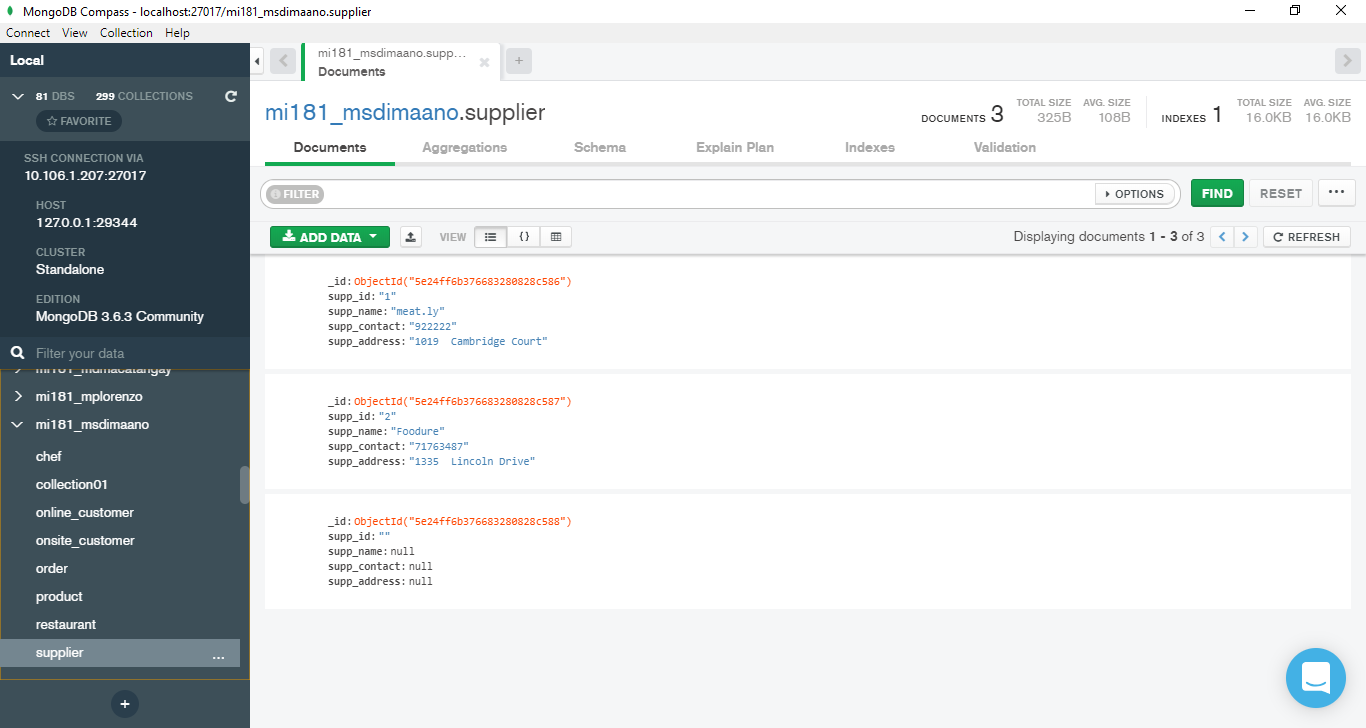 MongoDB Compass - localhost:27017/mi181_msdimaano.supplier
Connect View Collection Help
Local
81 DBS 299 COLLECTIONS
FAVORITE
SSH CONNECTION VIA
10.106.1.207:27017
HOST
127.0.0.1:29344
CLUSTER
Standalone
EDITION
MongoDB 3.6.3 Community
Filter your data
mi181_mdmacatangay
mi181_mplorenzo
mi181_msdimaano
chef
collection01
online_customer
onsite_customer
order
product
restaurant
supplier ...
+
mi181_msdimaano.supp...
Documents
+
mi181_msdimaano.supplier
DOCUMENTS 3 TOTAL SIZE 325B AVG. SIZE 108B INDEXES 1 TOTAL SIZE 16.0KB AVG. SIZE 16.0KB
Documents Aggregations Schema Explain Plan Indexes Validation
FILTER OPTIONS FIND RESET ...
ADD DATA VIEW {} Displaying documents 1 - 3 of 3 REFRESH
_id: ObjectId("5e24ff6b376683280828c586")
supp_id: "1"
supp_name: "meat.ly"
supp_contact: "922222"
supp_address: "1019  Cambridge Court"
_id: ObjectId("5e24ff6b376683280828c587")
supp_id: "2"
supp_name: "Foodure"
supp_contact: "71763487"
supp_address: "1335  Lincoln Drive"
_id: ObjectId("5e24ff6b376683280828c588")
supp_id: ""
supp_name: null
supp_contact: null
supp_address: null